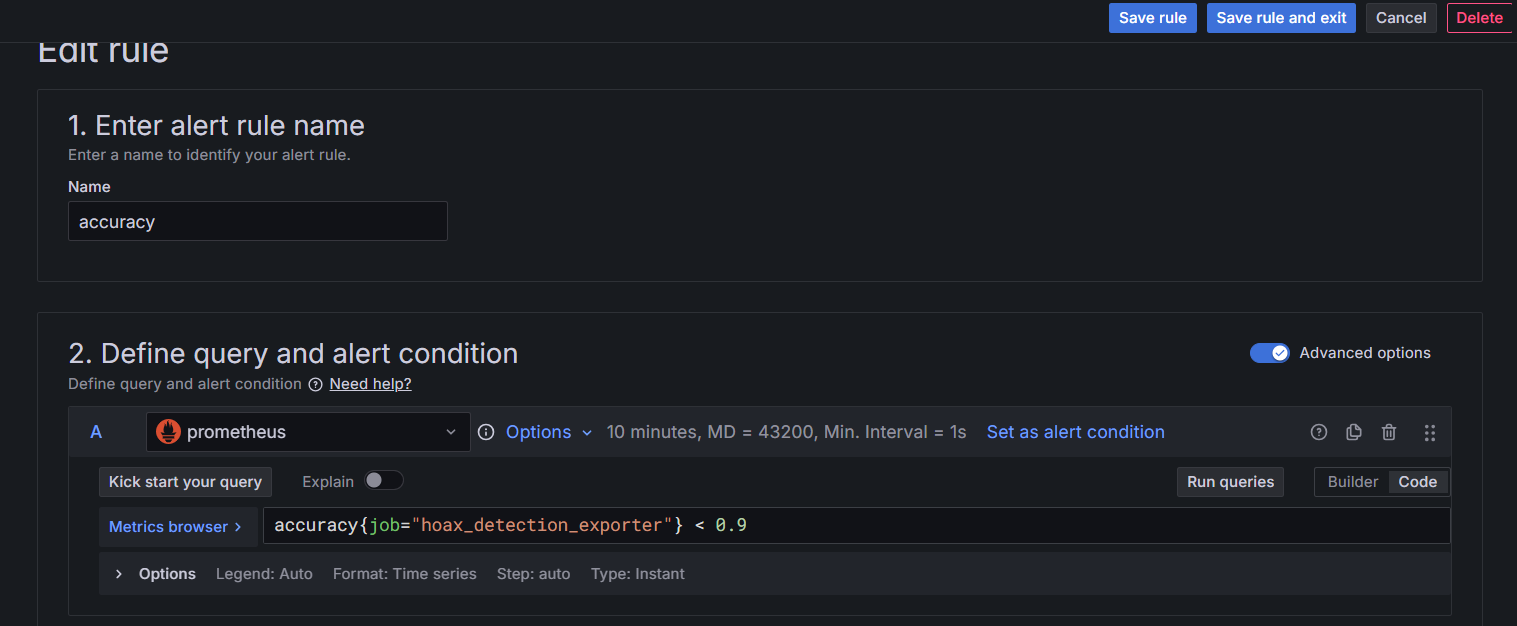 Save rule Save rule and exit Cancel Delete
Edit rule
1. Enter alert rule name
Enter a name to identify your alert rule.
Name
accuracy
2. Define query and alert condition
Advanced options
Define query and alert condition Need help?
A prometheus Options 10 minutes, MD = 43200, Min. Interval = 1s Set as alert condition
Kick start your query Explain Run queries Builder Code
Metrics browser > accuracy{job="hoax_detection_exporter"} < 0.9
> Options Legend: Auto Format: Time series Step: auto Type: Instant